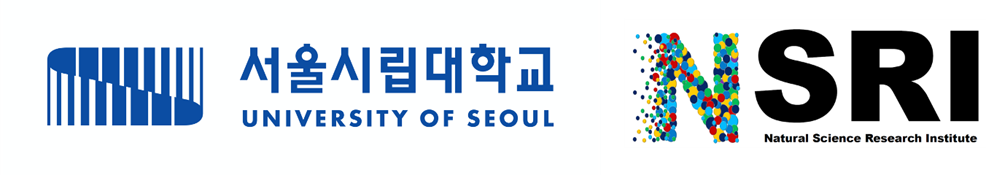 서울시립대학교
UNIVERSITY OF SEOUL
NSRI
Natural Science Research Institute